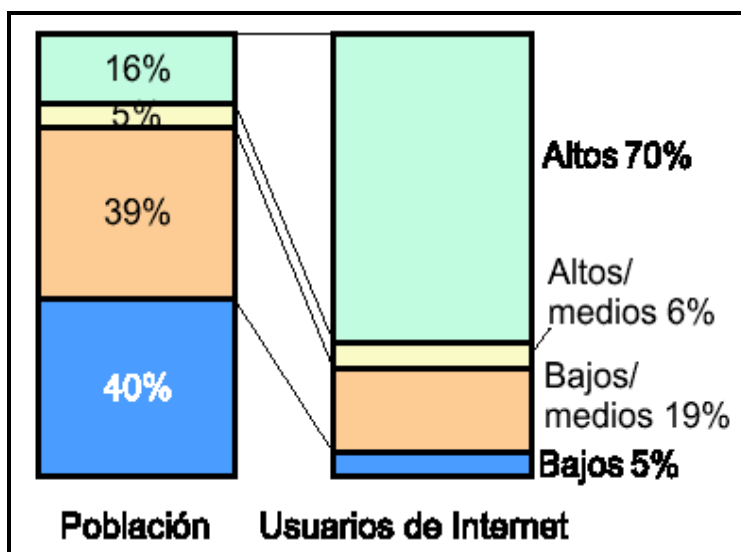 16%
5%
39%
40%
Altos 70%
Altos/
medios 6%
Bajos/
medios 19%
Bajos 5%
Población
Usuarios de Internet